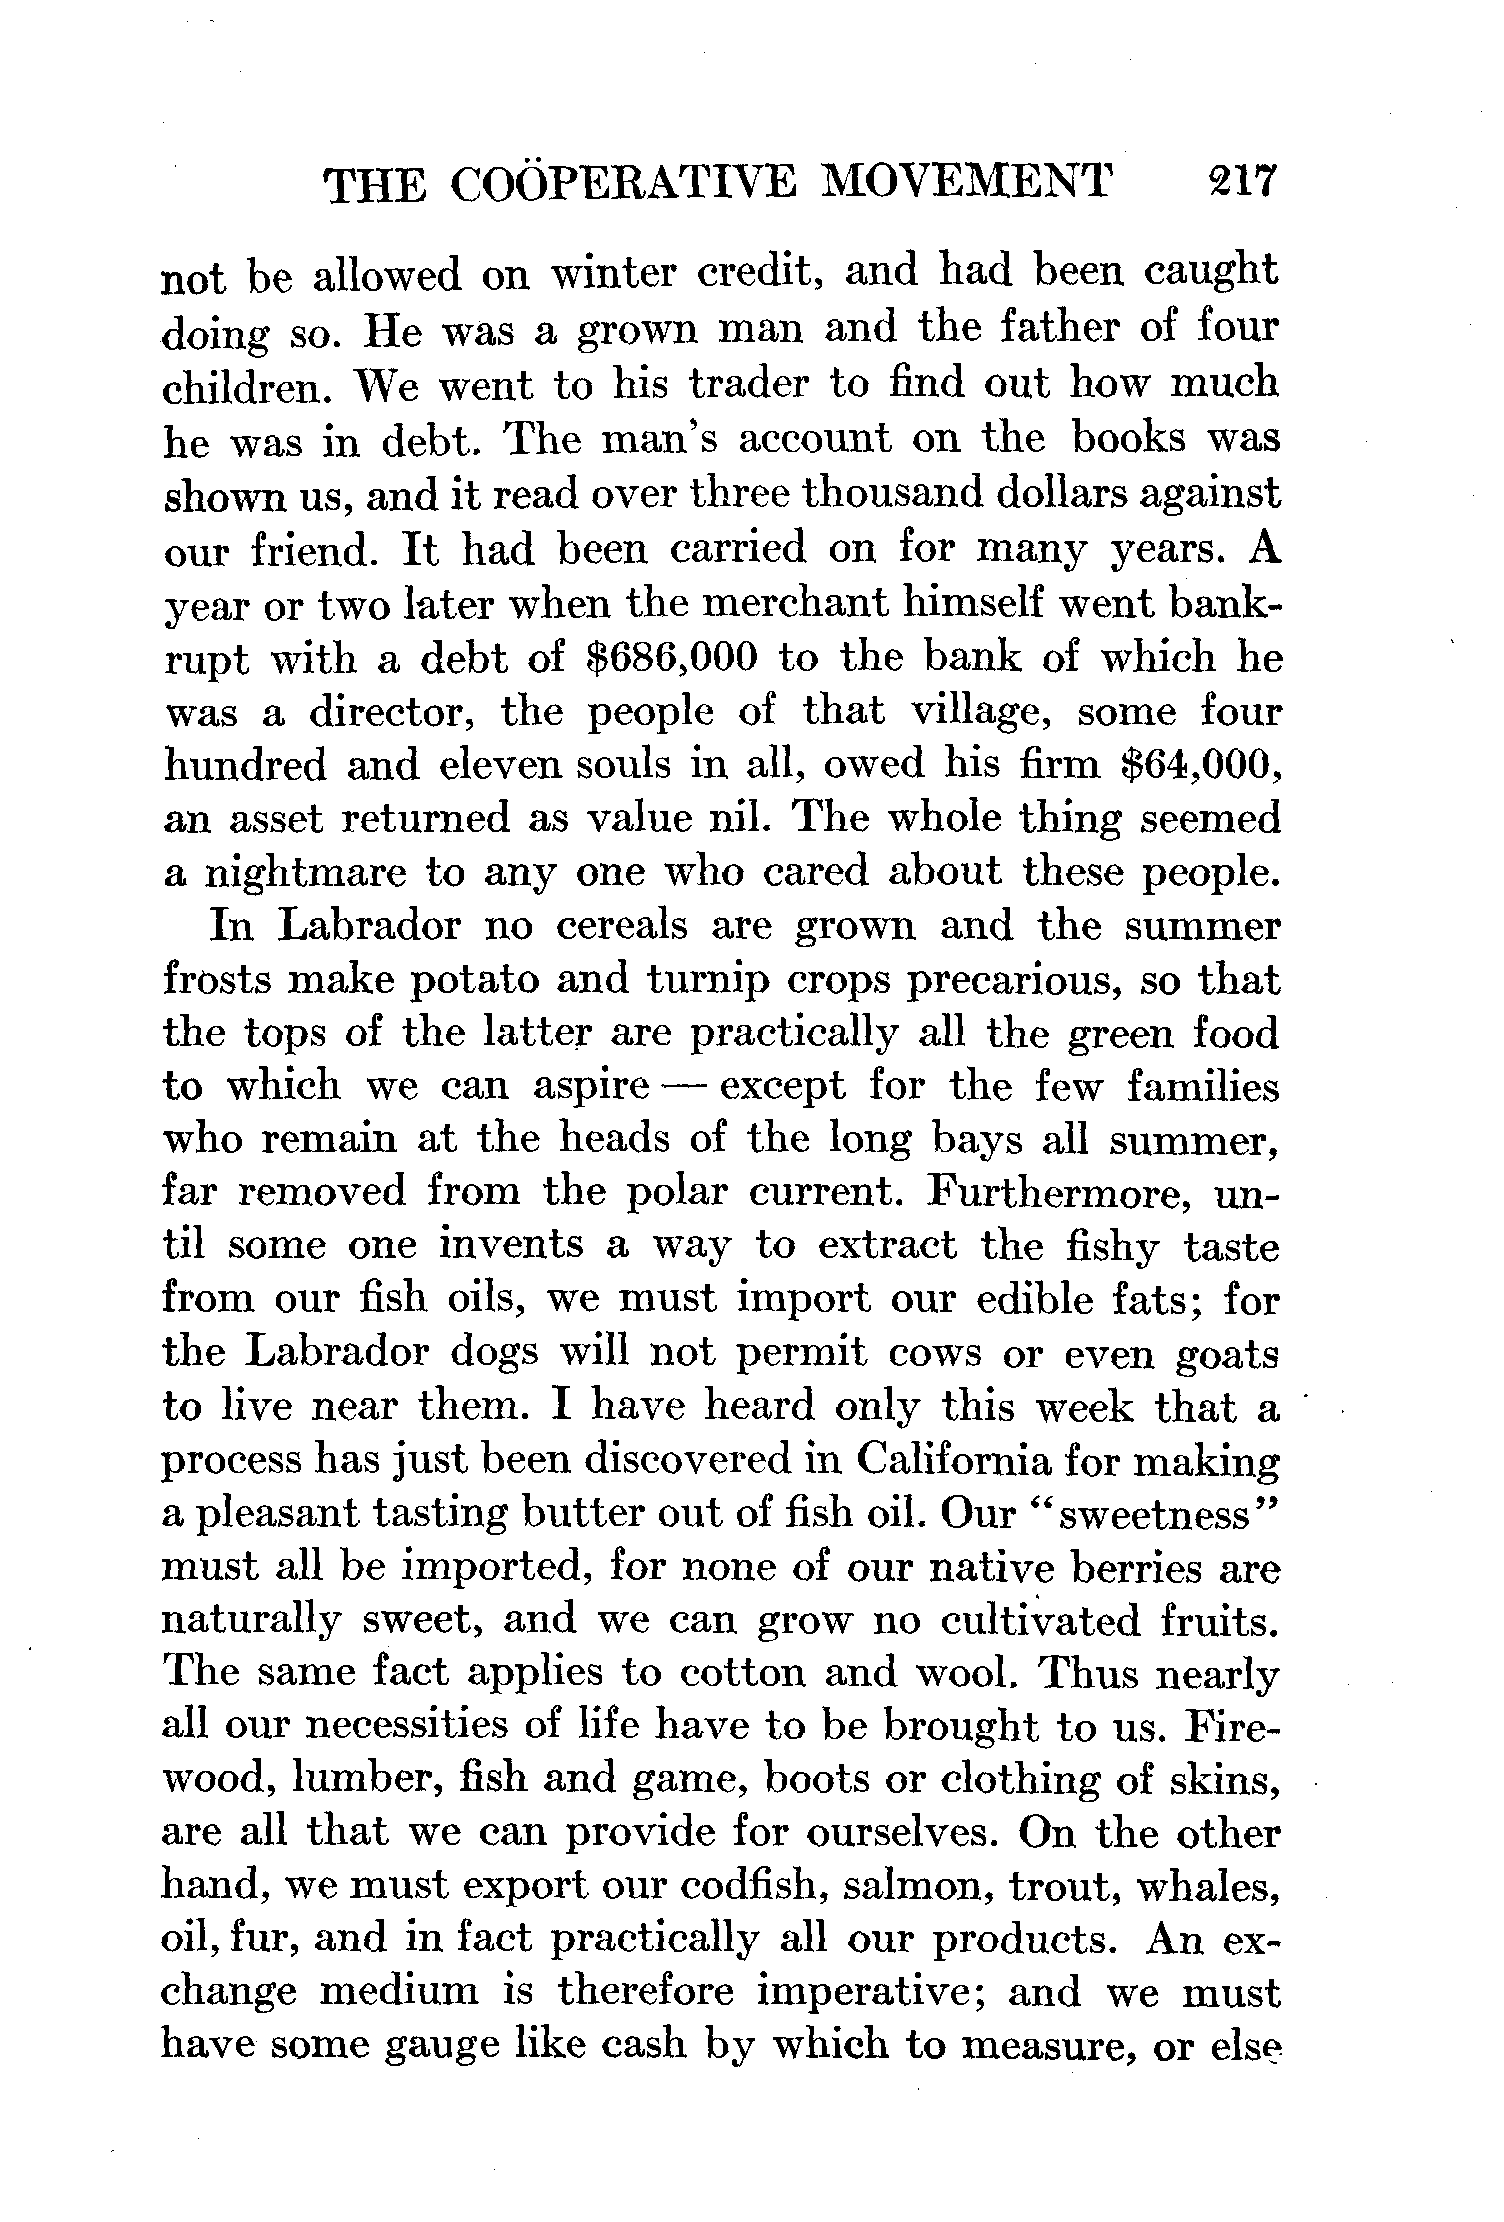 THE COÖPERATIVE MOVEMENT 217
not be allowed on winter credit, and had been caught
doing so. He was a grown man and the father of four
children. We went to his trader to find out how much
he was in debt. The man's account on the books was
shown us, and it read over three thousand dollars against
our friend. It had been carried on for many years. A
year or two later when the merchant himself went bank-
rupt with a debt of $686,000 to the bank of which he
was a director, the people of that village, some four
hundred and eleven souls in all, owed his firm $64,000,
an asset returned as value nil. The whole thing seemed
a nightmare to any one who cared about these people.
In Labrador no cereals are grown and the summer
frosts make potato and turnip crops precarious, so that
the tops of the latter are practically all the green food
to which we can aspire — except for the few families
who remain at the heads of the long bays all summer,
far removed from the polar current. Furthermore, un-
til some one invents a way to extract the fishy taste
from our fish oils, we must import our edible fats; for
the Labrador dogs will not permit cows or even goats
to live near them. I have heard only this week that a
process has just been discovered in California for making
a pleasant tasting butter out of fish oil. Our "sweetness"
must all be imported, for none of our native berries are
naturally sweet, and we can grow no cultivated fruits.
The same fact applies to cotton and wool. Thus nearly
all our necessities of life have to be brought to us. Fire-
wood, lumber, fish and game, boots or clothing of skins,
are all that we can provide for ourselves. On the other
hand, we must export our codfish, salmon, trout, whales,
oil, fur, and in fact practically all our products. An ex-
change medium is therefore imperative; and we must
have some gauge like cash by which to measure, or else